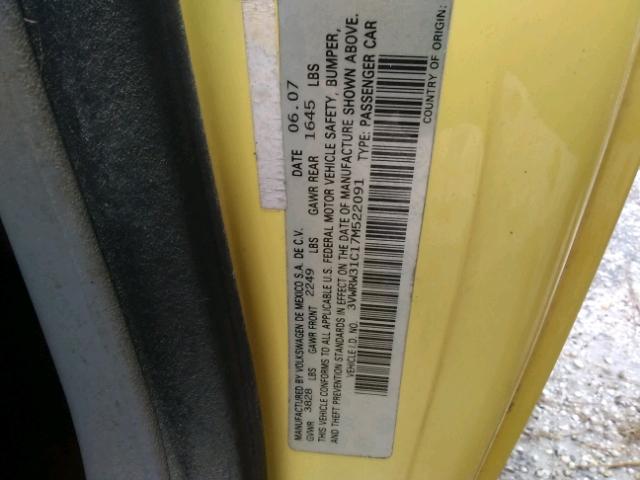 MANUFACTURED BY VOLKSWAGEN DE MEXICO S.A. DE C.V. DATE 06.07
GVWR 3828 LBS GAWR FRONT 2249 LBS GAWR REAR 1645 LBS
THIS VEHICLE CONFORMS TO ALL APPLICABLE U.S. FEDERAL MOTOR VEHICLE SAFETY, BUMPER,
AND THEFT PREVENTION STANDARDS IN EFFECT ON THE DATE OF MANUFACTURE SHOWN ABOVE.
VEHICLE I.D. NO. 3VWRW31C17M522091 TYPE: PASSENGER CAR
COUNTRY OF ORIGIN: